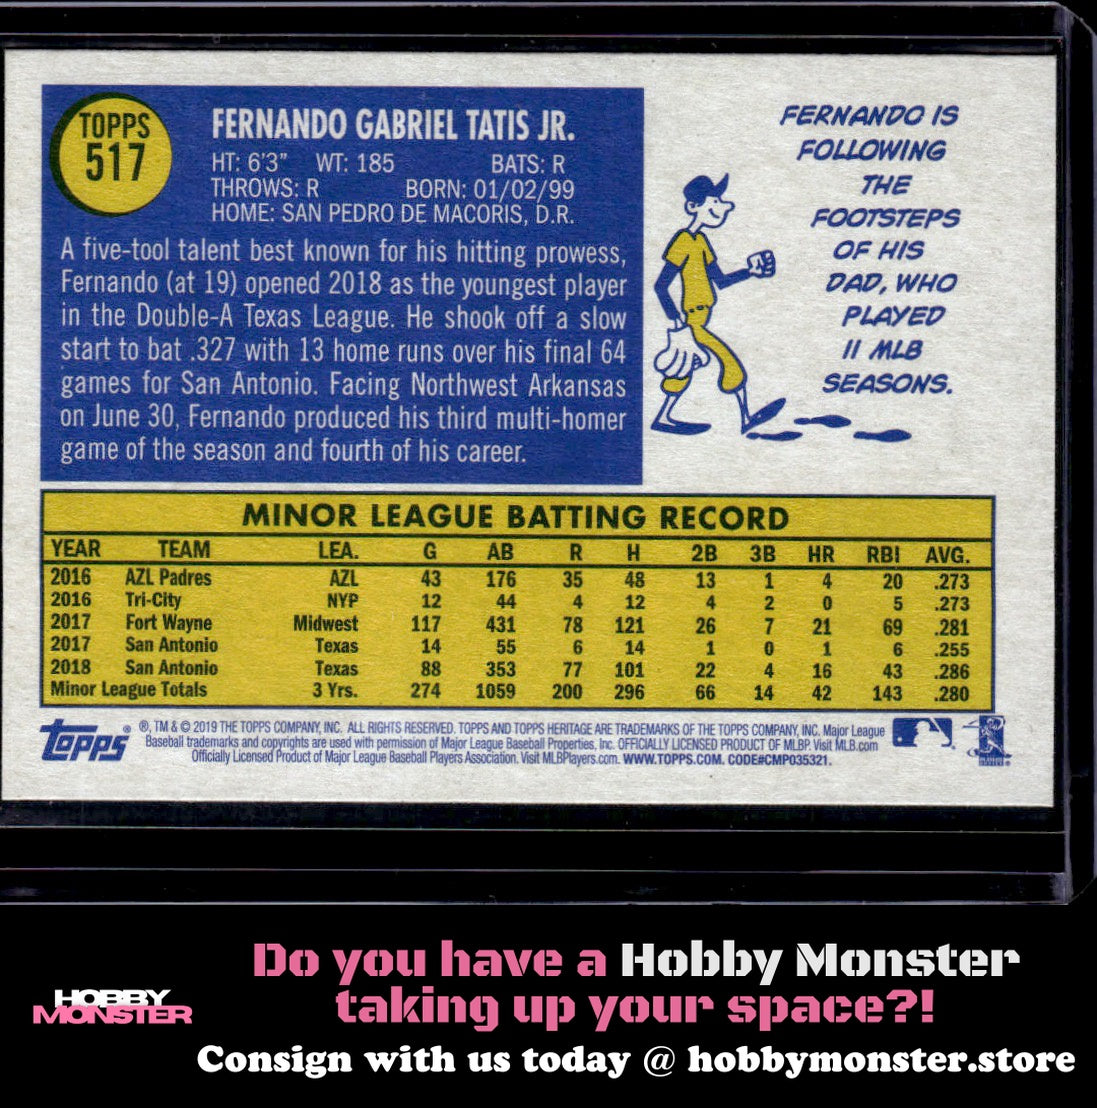 TOPPS
517
FERNANDO GABRIEL TATIS JR.
HT: 6'3" WT: 185 BATS: R
THROWS: R BORN: 01/02/99
HOME: SAN PEDRO DE MACORIS, D.R.
A five-tool talent best known for his hitting prowess,
Fernando (at 19) opened 2018 as the youngest player
in the Double-A Texas League. He shook off a slow
start to bat .327 with 13 home runs over his final 64
games for San Antonio. Facing Northwest Arkansas
on June 30, Fernando produced his third multi-homer
game of the season and fourth of his career.
FERNANDO IS
FOLLOWING
THE
FOOTSTEPS
OF HIS
DAD, WHO
PLAYED
11 MLB
SEASONS.
MINOR LEAGUE BATTING RECORD
YEAR TEAM LEA. G AB R H 2B 3B HR RBI AVG.
2016 AZL Padres AZL 43 176 35 48 13 1 4 20 .273
2016 Tri-City NYP 12 44 4 12 4 2 0 5 .273
2017 Fort Wayne Midwest 117 431 78 121 26 7 21 69 .281
2017 San Antonio Texas 14 55 6 14 1 0 1 6 .255
2018 San Antonio Texas 88 353 77 101 22 4 16 43 .286
Minor League Totals 3 Yrs. 274 1059 200 296 66 14 42 143 .280
topps®
®, TM & © 2019 THE TOPPS COMPANY, INC. ALL RIGHTS RESERVED. TOPPS AND TOPPS HERITAGE ARE TRADEMARKS OF THE TOPPS COMPANY, INC. Major League
Baseball trademarks and copyrights are used with permission of Major League Baseball Properties, Inc. OFFICIALLY LICENSED PRODUCT OF MLBP. Visit MLB.com
Officially Licensed Product of Major League Baseball Players Association. Visit MLBPlayers.com. WWW.TOPPS.COM. CODE#CMP035321.
Do you have a Hobby Monster
taking up your space?!
HOBBY
MONSTER
Consign with us today @ hobbymonster.store